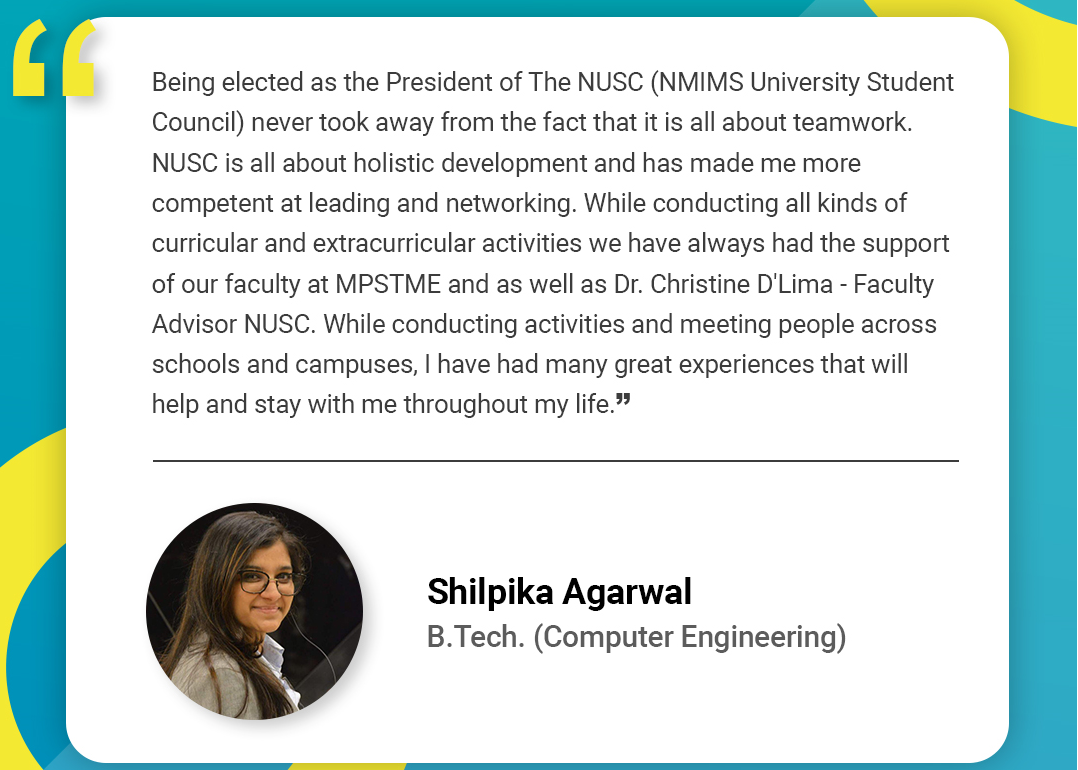 “
Being elected as the President of The NUSC (NMIMS University Student
Council) never took away from the fact that it is all about teamwork.
NUSC is all about holistic development and has made me more
competent at leading and networking. While conducting all kinds of
curricular and extracurricular activities we have always had the support
of our faculty at MPSTME and as well as Dr. Christine D'Lima - Faculty
Advisor NUSC. While conducting activities and meeting people across
schools and campuses, I have had many great experiences that will
help and stay with me throughout my life.”
Shilpika Agarwal
B.Tech. (Computer Engineering)